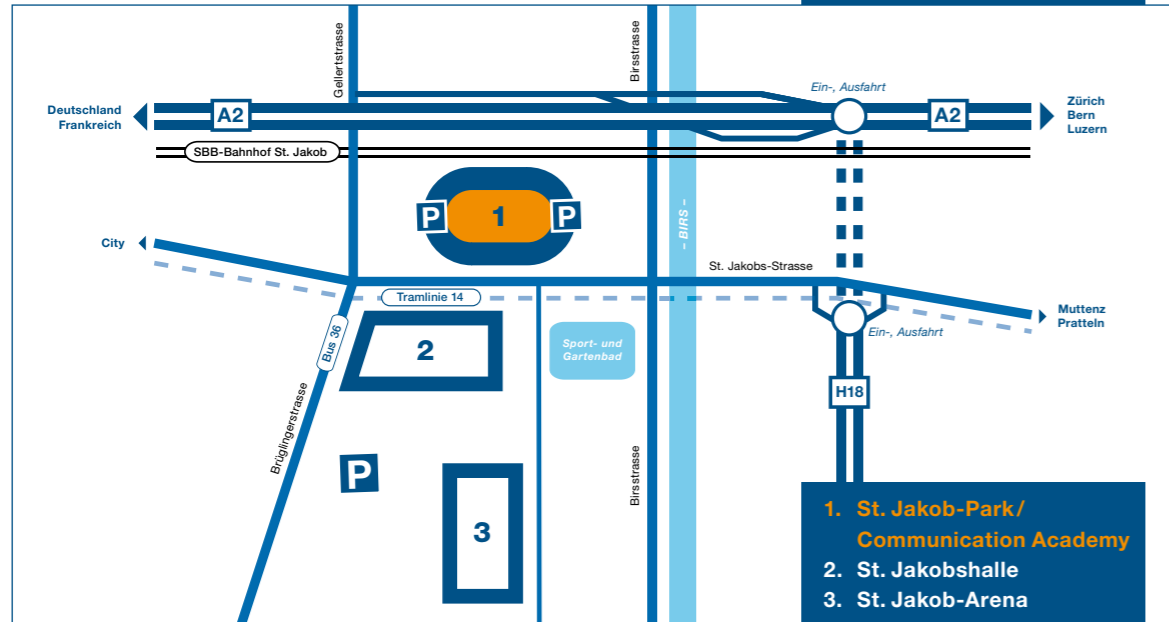 Gellertstrasse
Birsstrasse
Ein-, Ausfahrt
Deutschland
Frankreich
A2
A2
Zürich
Bern
Luzern
SBB-Bahnhof St. Jakob
P
1
P
– BIRS –
City
St. Jakobs-Strasse
Tramlinie 14
Muttenz
Pratteln
Bus 36
2
Sport- und
Gartenbad
Ein-, Ausfahrt
H18
Brüglingerstrasse
P
Birsstrasse
3
1. St. Jakob-Park/
Communication Academy
2. St. Jakobshalle
3. St. Jakob-Arena